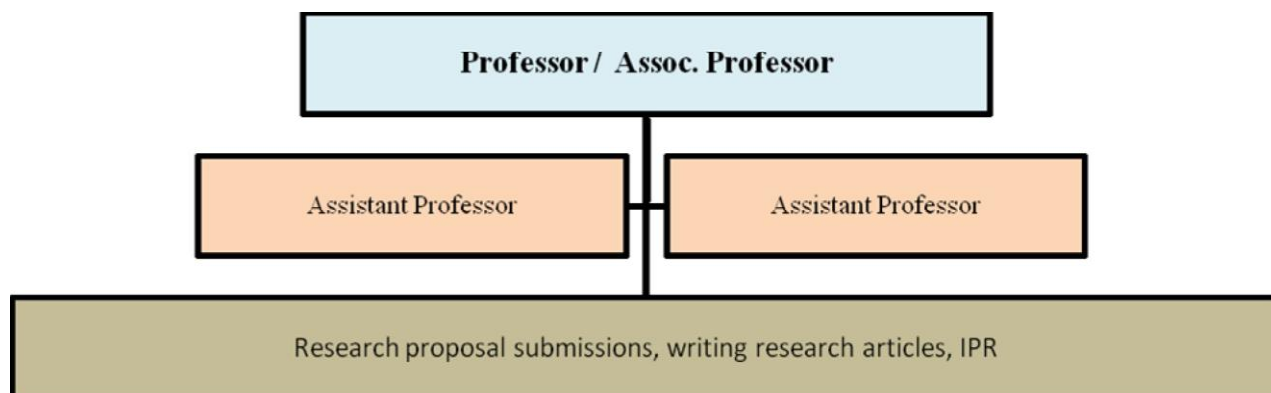 Professor / Assoc. Professor
Assistant Professor
Assistant Professor
Research proposal submissions, writing research articles, IPR